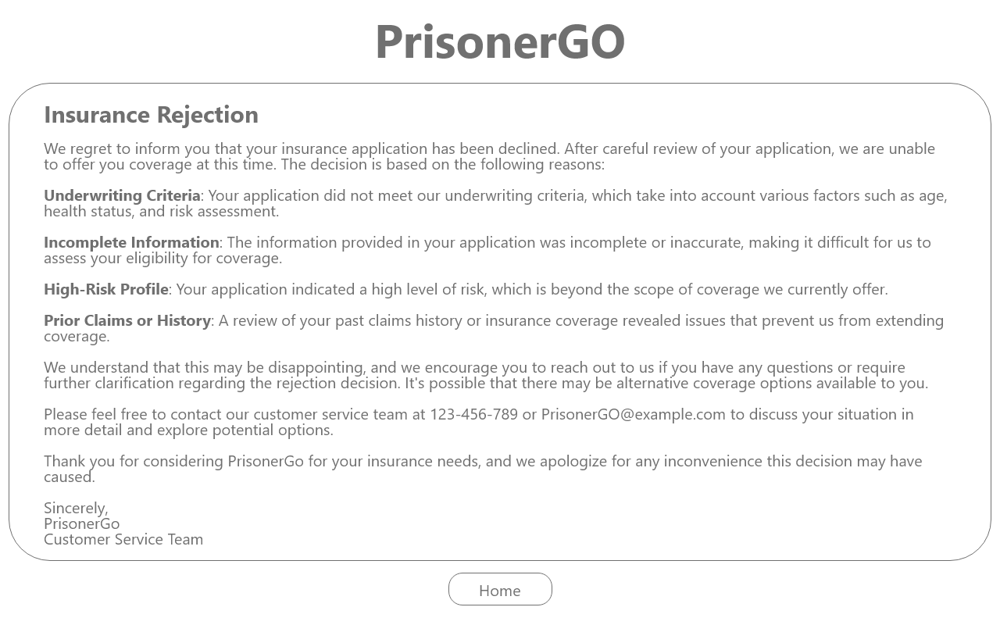 PrisonerGO
Insurance Rejection
We regret to inform you that your insurance application has been declined. After careful review of your application, we are unable
to offer you coverage at this time. The decision is based on the following reasons:
Underwriting Criteria: Your application did not meet our underwriting criteria, which take into account various factors such as age,
health status, and risk assessment.
Incomplete Information: The information provided in your application was incomplete or inaccurate, making it difficult for us to
assess your eligibility for coverage.
High-Risk Profile: Your application indicated a high level of risk, which is beyond the scope of coverage we currently offer.
Prior Claims or History: A review of your past claims history or insurance coverage revealed issues that prevent us from extending
coverage.
We understand that this may be disappointing, and we encourage you to reach out to us if you have any questions or require
further clarification regarding the rejection decision. It's possible that there may be alternative coverage options available to you.
Please feel free to contact our customer service team at 123-456-789 or PrisonerGO@example.com to discuss your situation in
more detail and explore potential options.
Thank you for considering PrisonerGo for your insurance needs, and we apologize for any inconvenience this decision may have
caused.
Sincerely,
PrisonerGo
Customer Service Team
Home